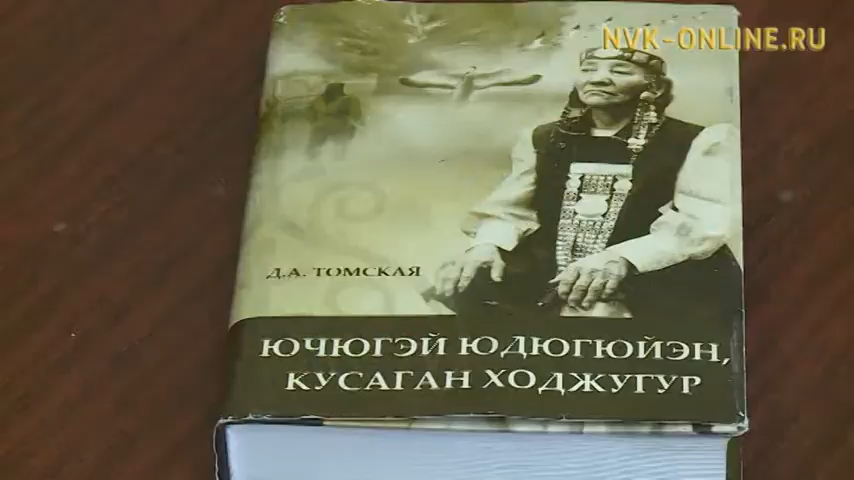 NVK-ONLINE.RU
Д.А. ТОМСКАЯ
ЮЧЮГЭЙ ЮДЮГЮЙЭН,
КУСАГАН ХОДЖУГУР